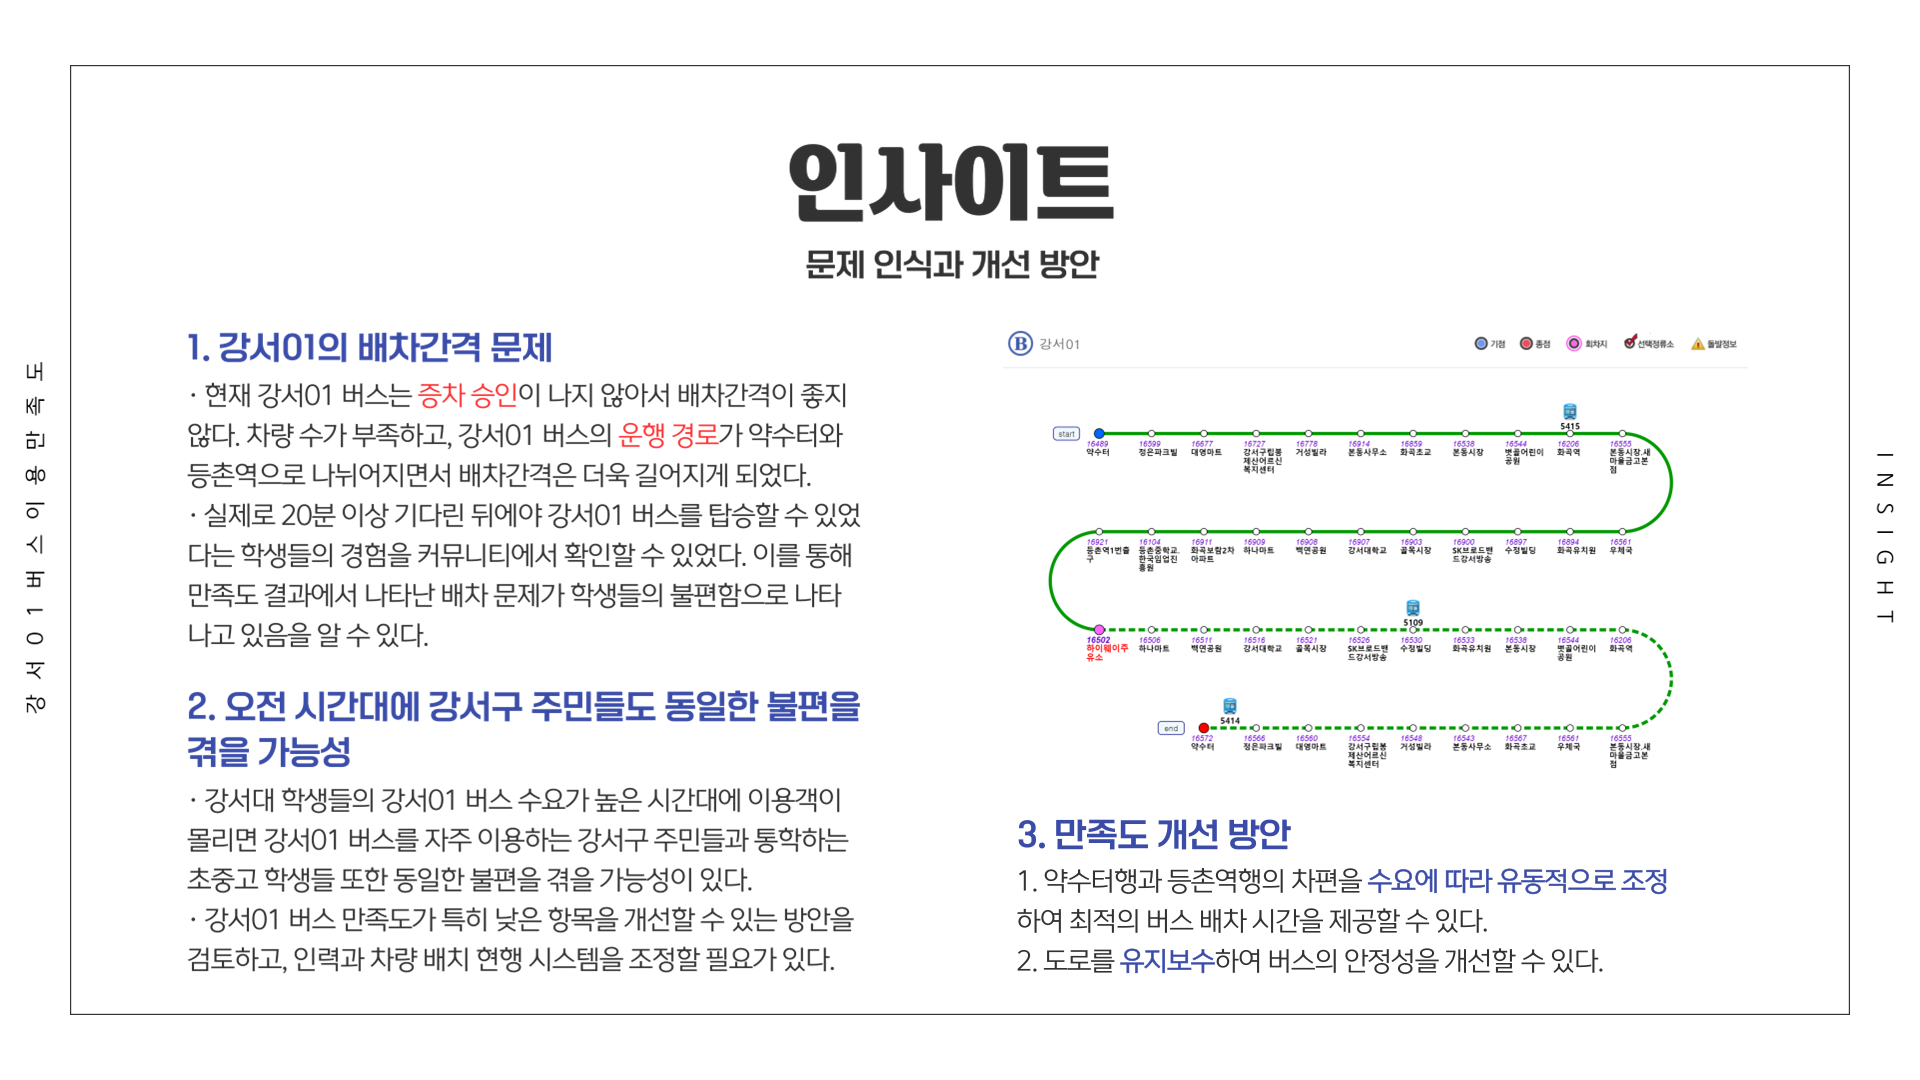 인사이트
문제 인식과 개선 방안
강서01버스이용만족도
1. 강서01의 배차간격 문제
· 현재 강서01 버스는 증차 승인이 나지 않아서 배차간격이 좋지
않다. 차량 수가 부족하고, 강서01 버스의 운행 경로가 약수터와
등촌역으로 나뉘어지면서 배차간격은 더욱 길어지게 되었다.
· 실제로 20분 이상 기다린 뒤에야 강서01 버스를 탑승할 수 있었
다는 학생들의 경험을 커뮤니티에서 확인할 수 있었다. 이를 통해
만족도 결과에서 나타난 배차 문제가 학생들의 불편함으로 나타
나고 있음을 알 수 있다.
2. 오전 시간대에 강서구 주민들도 동일한 불편을
겪을 가능성
· 강서대 학생들의 강서01 버스 수요가 높은 시간대에 이용객이
몰리면 강서01 버스를 자주 이용하는 강서구 주민들과 통학하는
초중고 학생들 또한 동일한 불편을 겪을 가능성이 있다.
· 강서01 버스 만족도가 특히 낮은 항목을 개선할 수 있는 방안을
검토하고, 인력과 차량 배치 현행 시스템을 조정할 필요가 있다.
B 강서01 기점 종점 회차지 선택정류소 돌발정보
5415
start
16489 16599 16677 16727 16778 16914 16859 16538 16544 16206 16555
약수터 정은파크빌 대명마트 강서구립봉 거성빌라 본동사무소 화곡초교 본동시장 볏골어린이 화곡역 본동시장.새
제산어르신 공원 마을금고본
복지센터 점
16921 16104 16911 16909 16908 16907 16903 16900 16897 16894 16561
등촌역1번출 등촌중학교. 화곡보람2차 하나마트 백연공원 강서대학교 골목시장 SK브로드밴 수정빌딩 화곡유치원 우체국
구 한국임업진 아파트 드강서방송
흥원
5109
16502 16506 16511 16516 16521 16526 16530 16533 16538 16544 16206
하이웨이주 하나마트 백연공원 강서대학교 골목시장 SK브로드밴 수정빌딩 화곡유치원 본동시장 볏골어린이 화곡역
유소 드강서방송 공원
5414
end
16572 16566 16560 16554 16548 16543 16567 16561 16555
약수터 정은파크빌 대명마트 강서구립봉 거성빌라 본동사무소 화곡초교 우체국 본동시장.새
제산어르신 마을금고본
복지센터 점
3. 만족도 개선 방안
1. 약수터행과 등촌역행의 차편을 수요에 따라 유동적으로 조정
하여 최적의 버스 배차 시간을 제공할 수 있다.
2. 도로를 유지보수하여 버스의 안정성을 개선할 수 있다.
INSIGHT